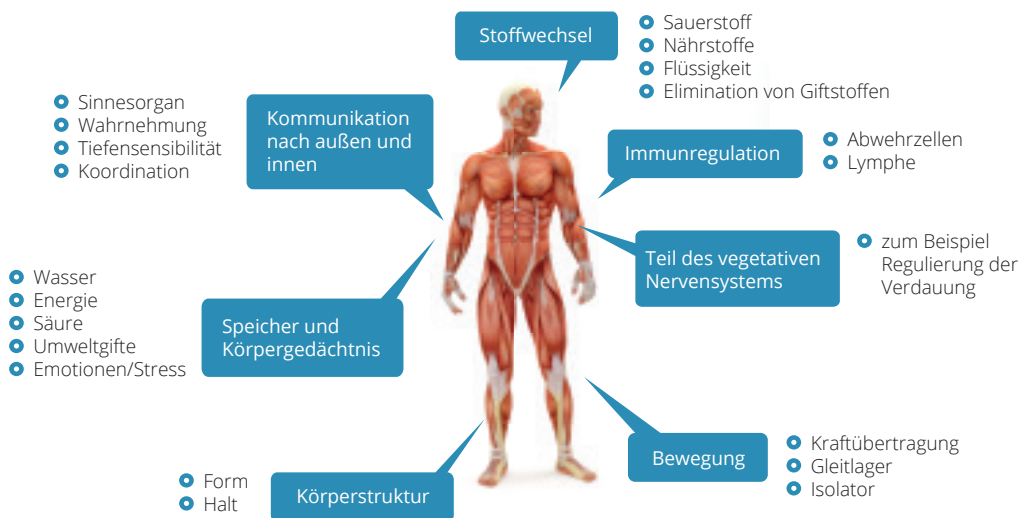 Stoffwechsel
Sauerstoff
Nährstoffe
Flüssigkeit
Elimination von Giftstoffen
Sinnesorgan
Wahrnehmung
Tiefensensibilität
Koordination
Kommunikation
nach außen und
innen
Immunregulation
Abwehrzellen
Lymphe
Teil des vegetativen
Nervensystems
zum Beispiel
Regulierung der
Verdauung
Wasser
Energie
Säure
Umweltgifte
Emotionen/Stress
Speicher und
Körpergedächtnis
Bewegung
Kraftübertragung
Gleitlager
Isolator
Form
Halt
Körperstruktur